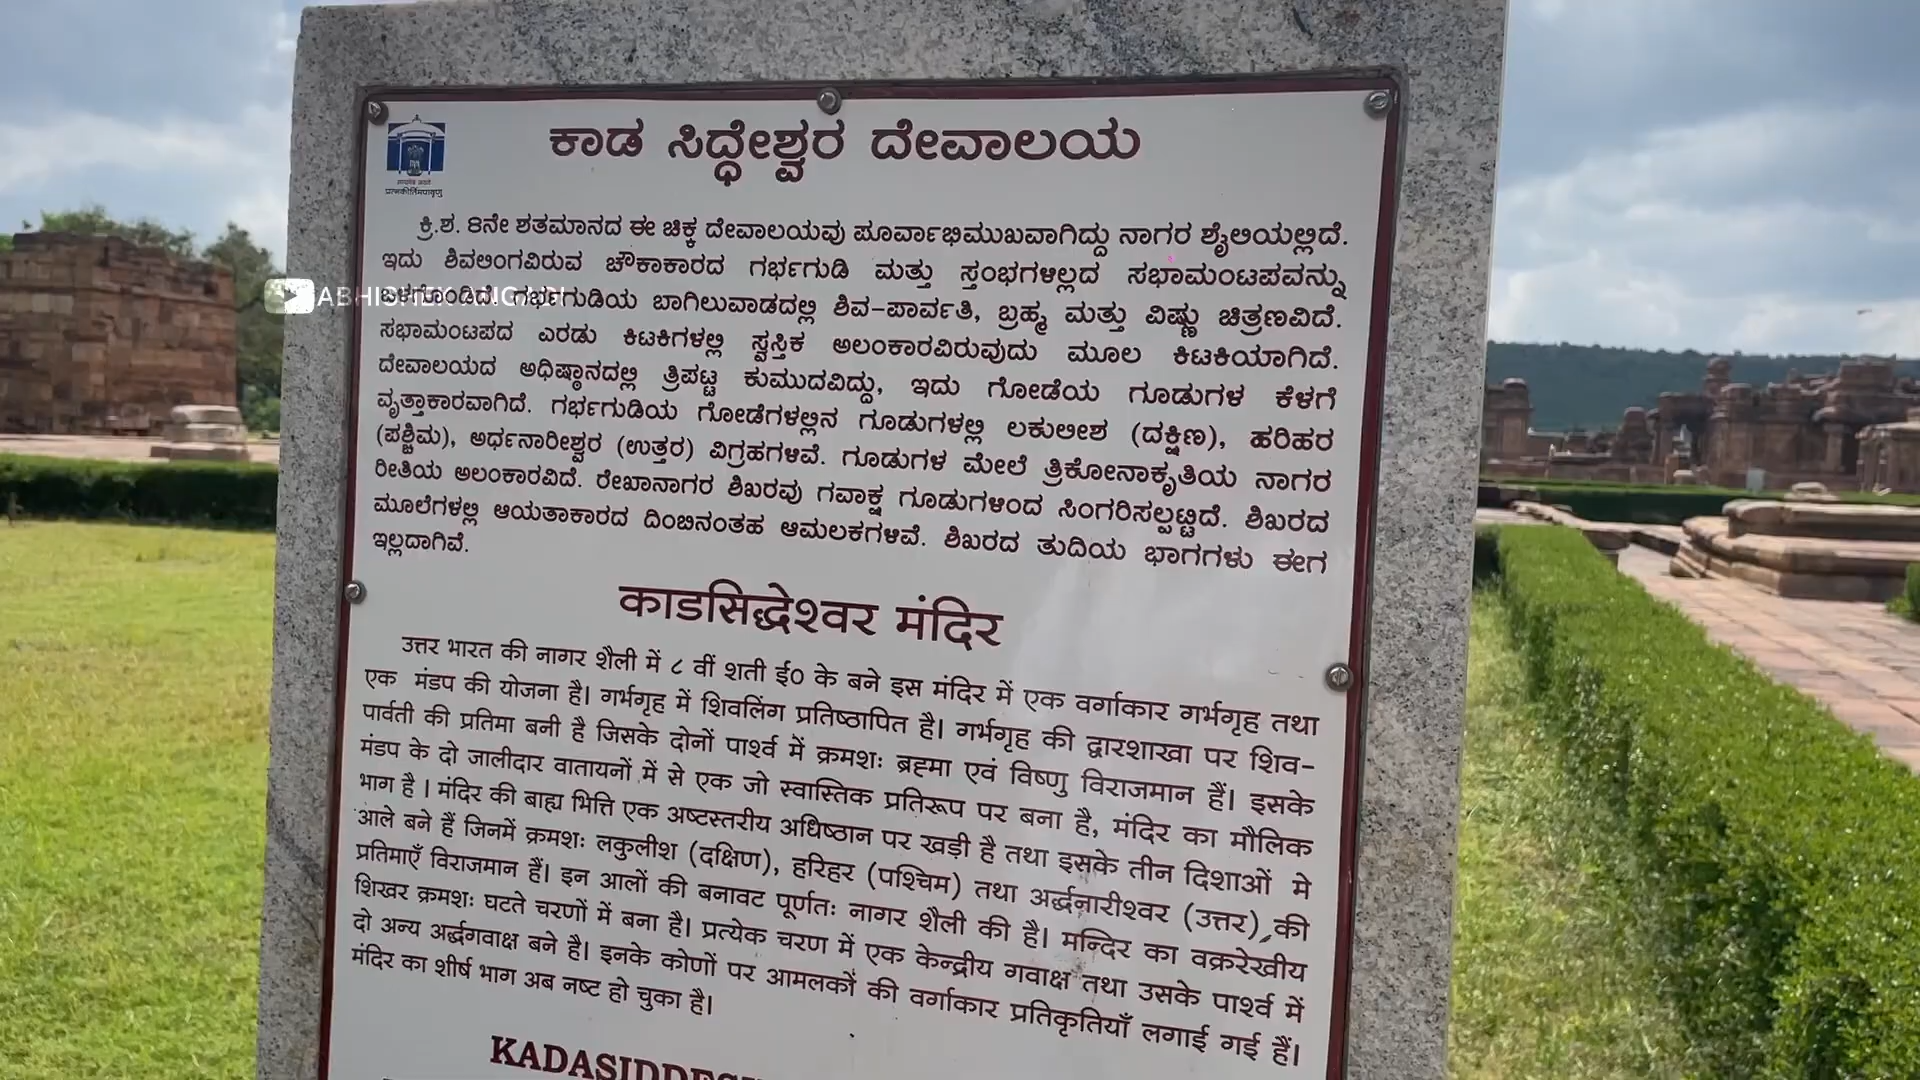 ಕಾಡ ಸಿದ್ಧೇಶ್ವರ ದೇವಾಲಯ
प्रत्नकीर्तिमपावृणु
ಕ್ರಿ.ಶ. 8ನೇ ಶತಮಾನದ ಈ ಚಿಕ್ಕ ದೇವಾಲಯವು ಪೂರ್ವಾಭಿಮುಖವಾಗಿದ್ದು ನಾಗರ ಶೈಲಿಯಲ್ಲಿದೆ.
ಇದು ಶಿವಲಿಂಗವಿರುವ ಚೌಕಾಕಾರದ ಗರ್ಭಗುಡಿ ಮತ್ತು ಸ್ತಂಭಗಳಿಲ್ಲದ ಸಭಾಮಂಟಪವನ್ನು
ಒಳಗೊಂಡಿದೆ. ಗರ್ಭಗುಡಿಯ ಬಾಗಿಲುವಾಡದಲ್ಲಿ ಶಿವ-ಪಾರ್ವತಿ, ಬ್ರಹ್ಮ ಮತ್ತು ವಿಷ್ಣು ಚಿತ್ರಣವಿದೆ.
ABHISHEK ANGADI
ಸಭಾಮಂಟಪದ ಎರಡು ಕಿಟಕಿಗಳಲ್ಲಿ ಸ್ವಸ್ತಿಕ ಅಲಂಕಾರವಿರುವುದು ಮೂಲ ಕಿಟಕಿಯಾಗಿದೆ.
ದೇವಾಲಯದ ಅಧಿಷ್ಠಾನದಲ್ಲಿ ತ್ರಿಪಟ್ಟ ಕುಮುದವಿದ್ದು, ಇದು ಗೋಡೆಯ ಗೂಡುಗಳ ಕೆಳಗೆ
ವೃತ್ತಾಕಾರವಾಗಿದೆ. ಗರ್ಭಗುಡಿಯ ಗೋಡೆಗಳಲ್ಲಿನ ಗೂಡುಗಳಲ್ಲಿ ಲಕುಲೀಶ (ದಕ್ಷಿಣ), ಹರಿಹರ
(ಪಶ್ಚಿಮ), ಅರ್ಧನಾರೀಶ್ವರ (ಉತ್ತರ) ವಿಗ್ರಹಗಳಿವೆ. ಗೂಡುಗಳ ಮೇಲೆ ತ್ರಿಕೋನಾಕೃತಿಯ ನಾಗರ
ರೀತಿಯ ಅಲಂಕಾರವಿದೆ. ರೇಖಾನಾಗರ ಶಿಖರವು ಗವಾಕ್ಷ ಗೂಡುಗಳಿಂದ ಸಿಂಗರಿಸಲ್ಪಟ್ಟಿದೆ. ಶಿಖರದ
ಮೂಲೆಗಳಲ್ಲಿ ಆಯತಾಕಾರದ ದಿಂಬಿನಂತಹ ಆಮಲಕಗಳಿವೆ. ಶಿಖರದ ತುದಿಯ ಭಾಗಗಳು ಈಗ
ಇಲ್ಲದಾಗಿವೆ.
काडसिद्धेश्वर मंदिर
उत्तर भारत की नागर शैली में ८ वीं शती ई० के बने इस मंदिर में एक वर्गाकार गर्भगृह तथा
एक मंडप की योजना है। गर्भगृह में शिवलिंग प्रतिष्ठापित है। गर्भगृह की द्वारशाखा पर शिव-
पार्वती की प्रतिमा बनी है जिसके दोनों पार्श्व में क्रमशः ब्रह्मा एवं विष्णु विराजमान हैं। इसके
मंडप के दो जालीदार वातायनों में से एक जो स्वास्तिक प्रतिरूप पर बना है, मंदिर का मौलिक
भाग है । मंदिर की बाह्य भित्ति एक अष्टस्तरीय अधिष्ठान पर खड़ी है तथा इसके तीन दिशाओं मे
आले बने हैं जिनमें क्रमशः लकुलीश (दक्षिण), हरिहर (पश्चिम) तथा अर्द्धनारीश्वर (उत्तर) की
प्रतिमाएँ विराजमान हैं। इन आलों की बनावट पूर्णतः नागर शैली की है। मन्दिर का वक्ररेखीय
शिखर क्रमशः घटते चरणों में बना है। प्रत्येक चरण में एक केन्द्रीय गवाक्ष तथा उसके पार्श्व में
दो अन्य अर्द्धगवाक्ष बने है। इनके कोणों पर आमलकों की वर्गाकार प्रतिकृतियाँ लगाई गई हैं।
मंदिर का शीर्ष भाग अब नष्ट हो चुका है।